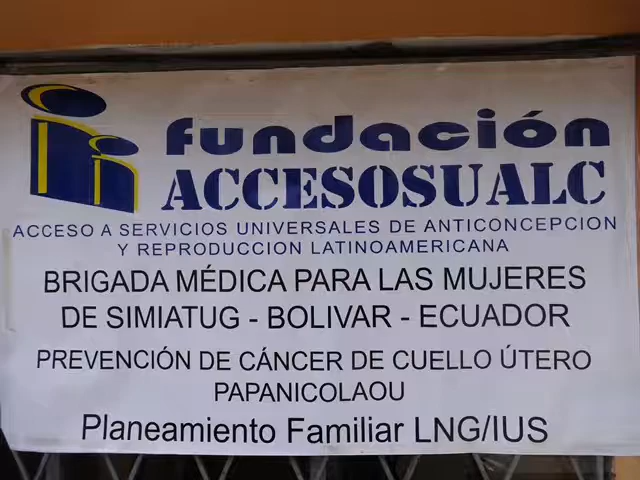 fundación
ACCESOSUALC
ACCESO A SERVICIOS UNIVERSALES DE ANTICONCEPCION
Y REPRODUCCION LATINOAMERICANA
BRIGADA MÉDICA PARA LAS MUJERES
DE SIMIATUG - BOLIVAR - ECUADOR
PREVENCIÓN DE CÁNCER DE CUELLO ÚTERO
PAPANICOLAOU
Planeamiento Familiar LNG/IUS